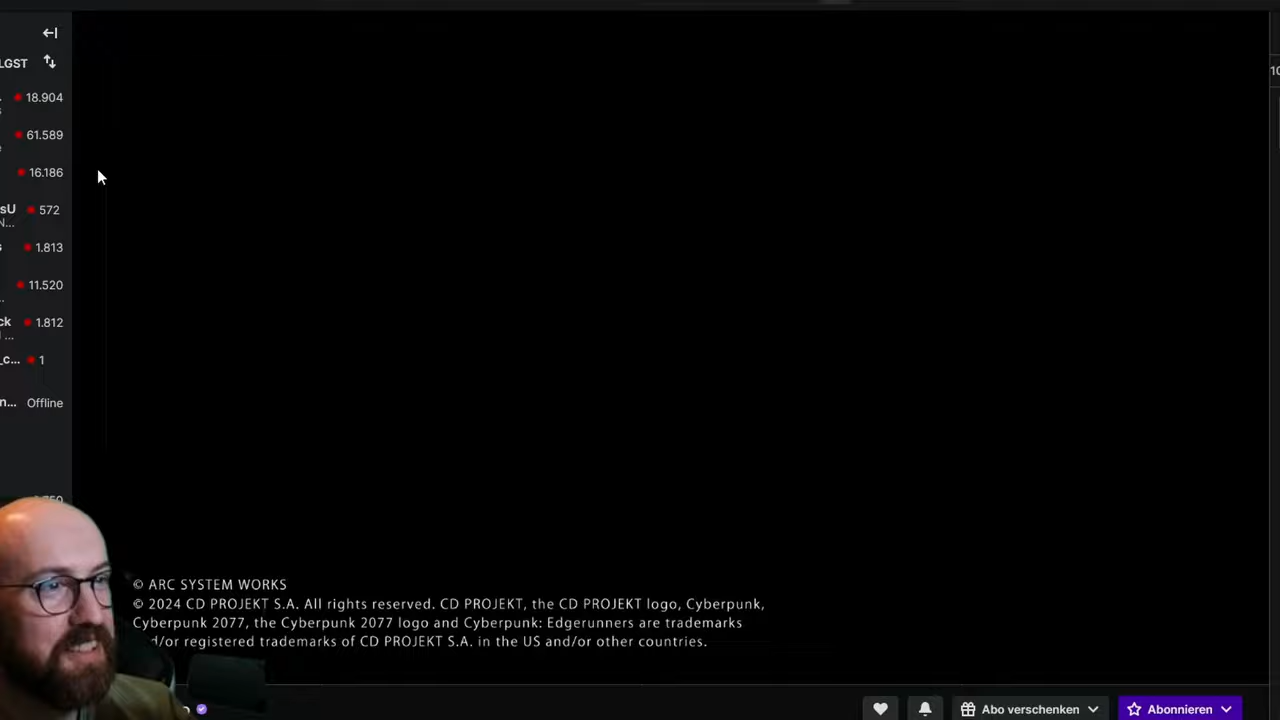 LGST
18.904
61.589
16.186
sU
572
N...
1.813
11.520
ck
1.812
_c...
1
n...
Offline
© ARC SYSTEM WORKS
© 2024 CD PROJEKT S.A. All rights reserved. CD PROJEKT, the CD PROJEKT logo, Cyberpunk,
Cyberpunk 2077, the Cyberpunk 2077 logo and Cyberpunk: Edgerunners are trademarks
d/or registered trademarks of CD PROJEKT S.A. in the US and/or other countries.
Abo verschenken
Abonnieren